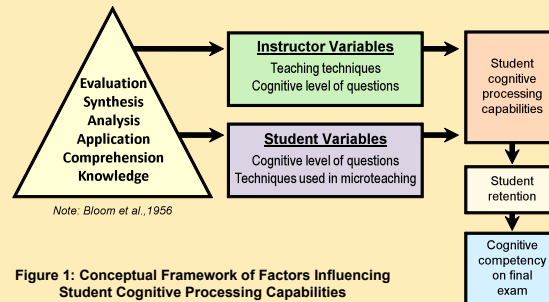 Evaluation
Synthesis
Analysis
Application
Comprehension
Knowledge
Note: Bloom et al.,1956
Instructor Variables
Teaching techniques
Cognitive level of questions
Student Variables
Cognitive level of questions
Techniques used in microteaching
Student
cognitive
processing
capabilities
Student
retention
Cognitive
competency
on final
exam
Figure 1: Conceptual Framework of Factors Influencing
Student Cognitive Processing Capabilities